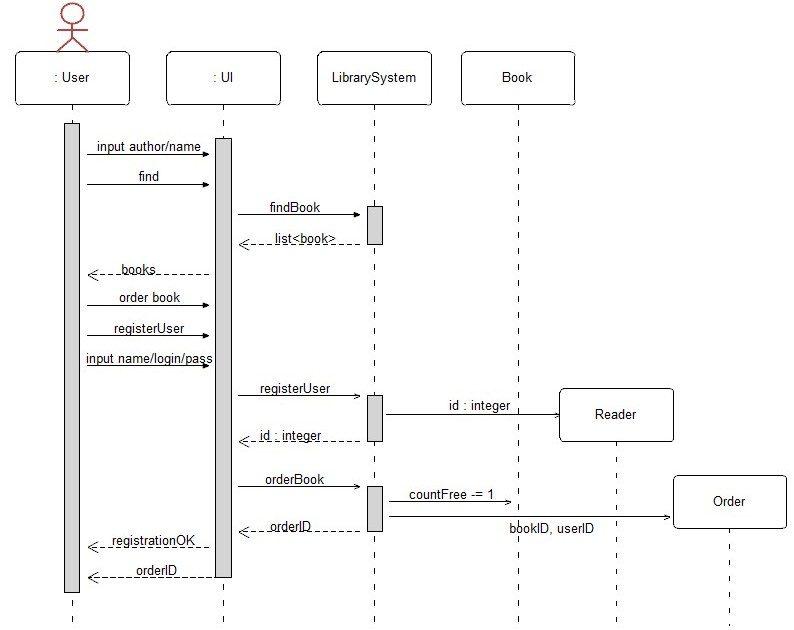 : User
: UI
LibrarySystem
Book
input author/name
find
findBook
list<book>
books
order book
registerUser
input name/login/pass
registerUser
id : integer
Reader
id : integer
orderBook
countFree -= 1
Order
orderID
bookID, userID
registrationOK
orderID